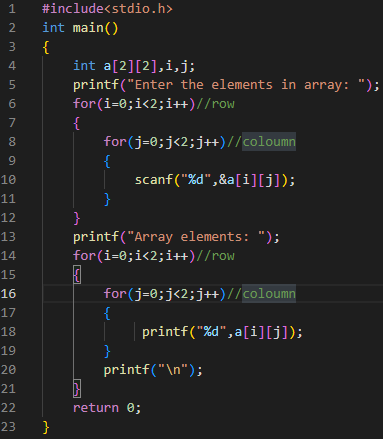 1 #include<stdio.h>
2 int main()
3 {
4 int a[2][2],i,j;
5 printf("Enter the elements in array: ");
6 for(i=0;i<2;i++)//row
7 {
8 for(j=0;j<2;j++)//coloumn
9 {
10 scanf("%d",&a[i][j]);
11 }
12 }
13 printf("Array elements: ");
14 for(i=0;i<2;i++)//row
15 {
16 for(j=0;j<2;j++)//coloumn
17 {
18 printf("%d",a[i][j]);
19 }
20 printf("\n");
21 }
22 return 0;
23 }